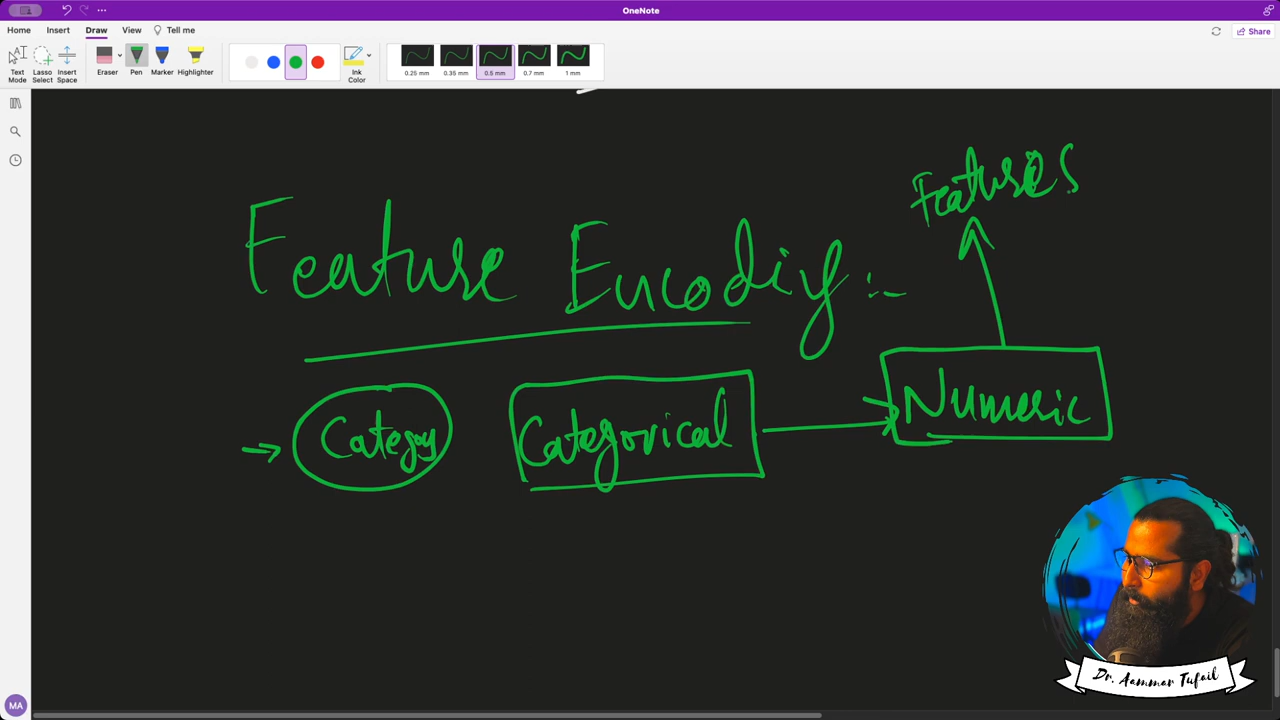 OneNote
Home Insert Draw View Tell me
Share
Text Mode
Lasso Select
Insert Space
Eraser
Pen
Marker
Highlighter
Ink Color
0.25 mm
0.35 mm
0.5 mm
0.7 mm
1 mm
Features
Feature Encodiy :-
Categoy
Categorical
Numeric
Dr. Aammar Tufail
MA